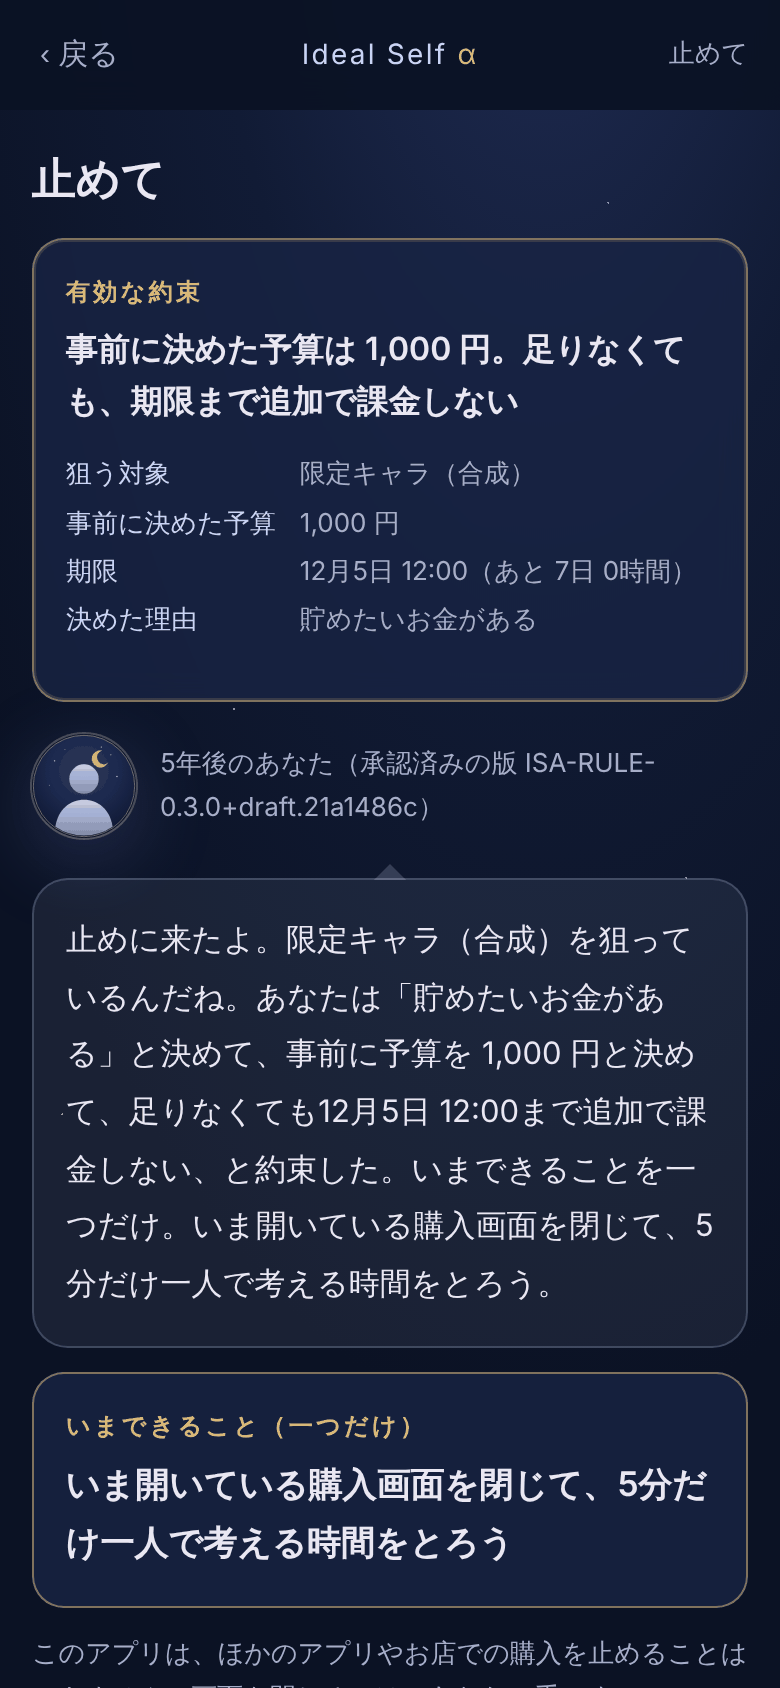 ‹ 戻る
Ideal Self α
止めて
止めて
有効な約束
事前に決めた予算は 1,000 円。足りなくて
も、期限まで追加で課金しない
狙う対象 限定キャラ（合成）
事前に決めた予算 1,000 円
期限 12月5日 12:00（あと 7日 0時間）
決めた理由 貯めたいお金がある
5年後のあなた（承認済みの版 ISA-RULE-
0.3.0+draft.21a1486c）
止めに来たよ。限定キャラ（合成）を狙って
いるんだね。あなたは「貯めたいお金があ
る」と決めて、事前に予算を 1,000 円と決め
て、足りなくても12月5日 12:00まで追加で課
金しない、と約束した。いまできることを一
つだけ。いま開いている購入画面を閉じて、5
分だけ一人で考える時間をとろう。
いまできること（一つだけ）
いま開いている購入画面を閉じて、5分だ
け一人で考える時間をとろう
このアプリは、ほかのアプリやお店での購入を止めることは